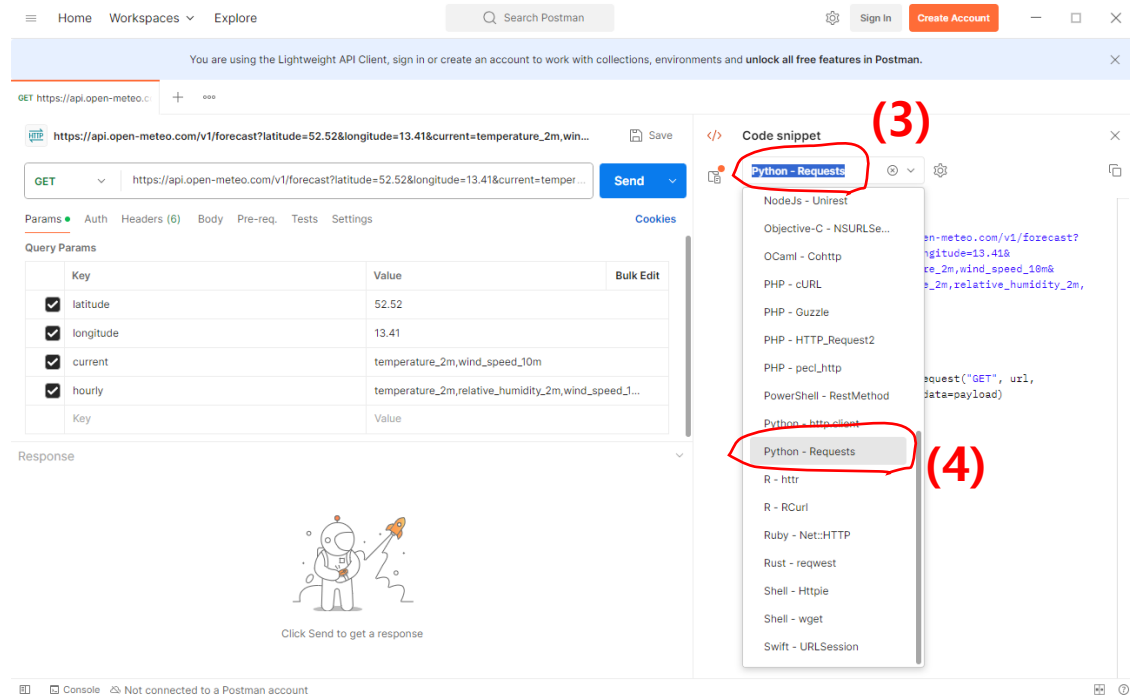 Home Workspaces Explore Search Postman Sign In Create Account
You are using the Lightweight API Client, sign in or create an account to work with collections, environments and unlock all free features in Postman.
GET https://api.open-meteo.c
HTTP https://api.open-meteo.com/v1/forecast?latitude=52.52&longitude=13.41&current=temperature_2m,win... Save
GET https://api.open-meteo.com/v1/forecast?latitude=52.52&longitude=13.41&current=temper... Send
Params Auth Headers (6) Body Pre-req. Tests Settings Cookies
Query Params
Key Value Bulk Edit
latitude 52.52
longitude 13.41
current temperature_2m,wind_speed_10m
hourly temperature_2m,relative_humidity_2m,wind_speed_1...
Key Value
Response
Click Send to get a response
</> Code snippet
(3)
Python - Requests
NodeJs - Unirest
Objective-C - NSURLSe...
OCaml - Cohttp
PHP - cURL
PHP - Guzzle
PHP - HTTP_Request2
PHP - pecl_http
PowerShell - RestMethod
Python - http.client
Python - Requests
(4)
R - httr
R - RCurl
Ruby - Net::HTTP
Rust - reqwest
Shell - Httpie
Shell - wget
Swift - URLSession
en-meteo.com/v1/forecast?
ngitude=13.41&
re_2m,wind_speed_10m&
e_2m,relative_humidity_2m,
equest("GET", url,
data=payload)
Console Not connected to a Postman account